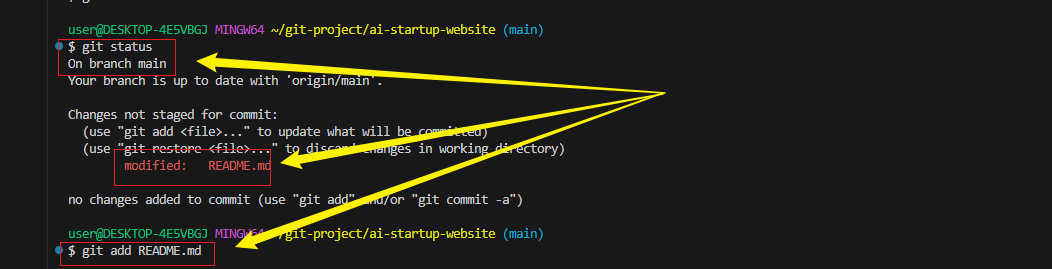 user@DESKTOP-4E5VBGJ MINGW64 ~/git-project/ai-startup-website (main)
$ git status
On branch main
Your branch is up to date with 'origin/main'.
Changes not staged for commit:
(use "git add <file>..." to update what will be committed)
(use "git restore <file>..." to discard changes in working directory)
modified: README.md
no changes added to commit (use "git add" and/or "git commit -a")
user@DESKTOP-4E5VBGJ MINGW64 ~/git-project/ai-startup-website (main)
$ git add README.md